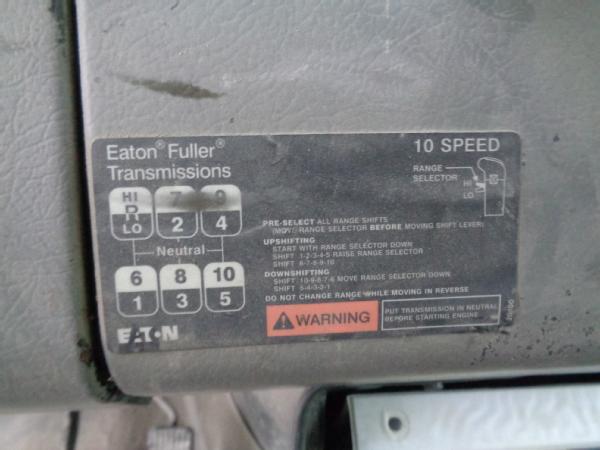 Eaton® Fuller®
Transmissions
10 SPEED
RANGE
SELECTOR
HI
LO
HI 7 9
R
LO 2 4
Neutral
6 8 10
1 3 5
EATON
PRE-SELECT ALL RANGE SHIFTS
(MOVE RANGE SELECTOR BEFORE MOVING SHIFT LEVER)
UPSHIFTING
START WITH RANGE SELECTOR DOWN
SHIFT 1-2-3-4-5 RAISE RANGE SELECTOR
SHIFT 6-7-8-9-10
DOWNSHIFTING
SHIFT 10-9-8-7-6 MOVE RANGE SELECTOR DOWN
SHIFT 5-4-3-2-1
DO NOT CHANGE RANGE WHILE MOVING IN REVERSE
WARNING
PUT TRANSMISSION IN NEUTRAL
BEFORE STARTING ENGINE